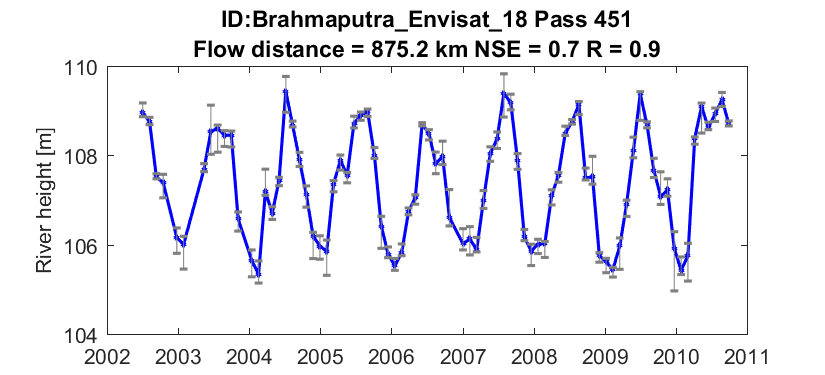 ID:Brahmaputra_Envisat_18 Pass 451
Flow distance = 875.2 km NSE = 0.7 R = 0.9
110
108
106
104
River height [m]
2002 2003 2004 2005 2006 2007 2008 2009 2010 2011